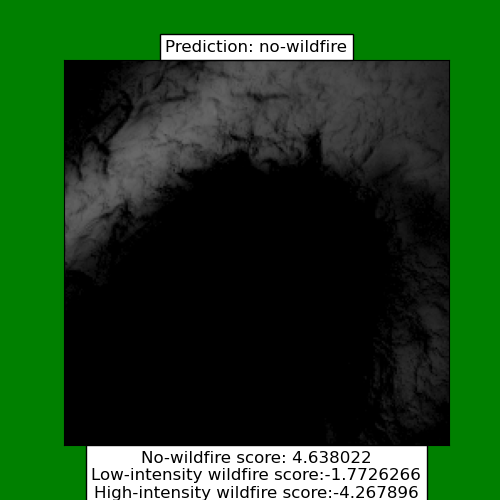 Prediction: no-wildfire
No-wildfire score: 4.638022
Low-intensity wildfire score:-1.7726266
High-intensity wildfire score:-4.267896